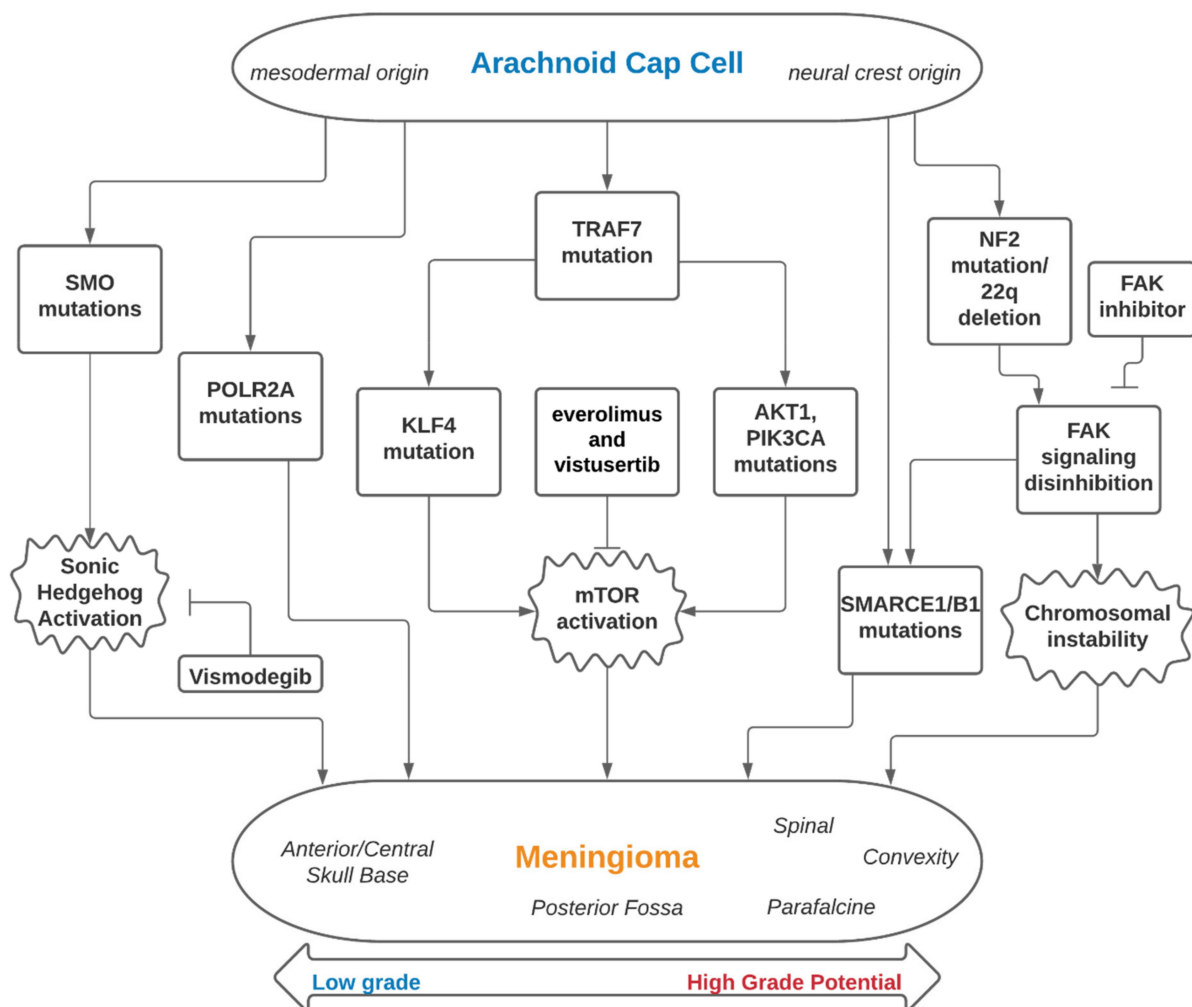 Arachnoid Cap Cell
mesodermal origin
neural crest origin
SMO
mutations
POLR2A
mutations
TRAF7
mutation
KLF4
mutation
everolimus
and
vistusertib
AKT1,
PIK3CA
mutations
NF2
mutation/
22q
deletion
FAK
inhibitor
FAK
signaling
disinhibition
Sonic
Hedgehog
Activation
Vismodegib
mTOR
activation
SMARCE1/B1
mutations
Chromosomal
instability
Meningioma
Anterior/Central
Skull Base
Posterior Fossa
Spinal
Convexity
Parafalcine
Low grade
High Grade Potential